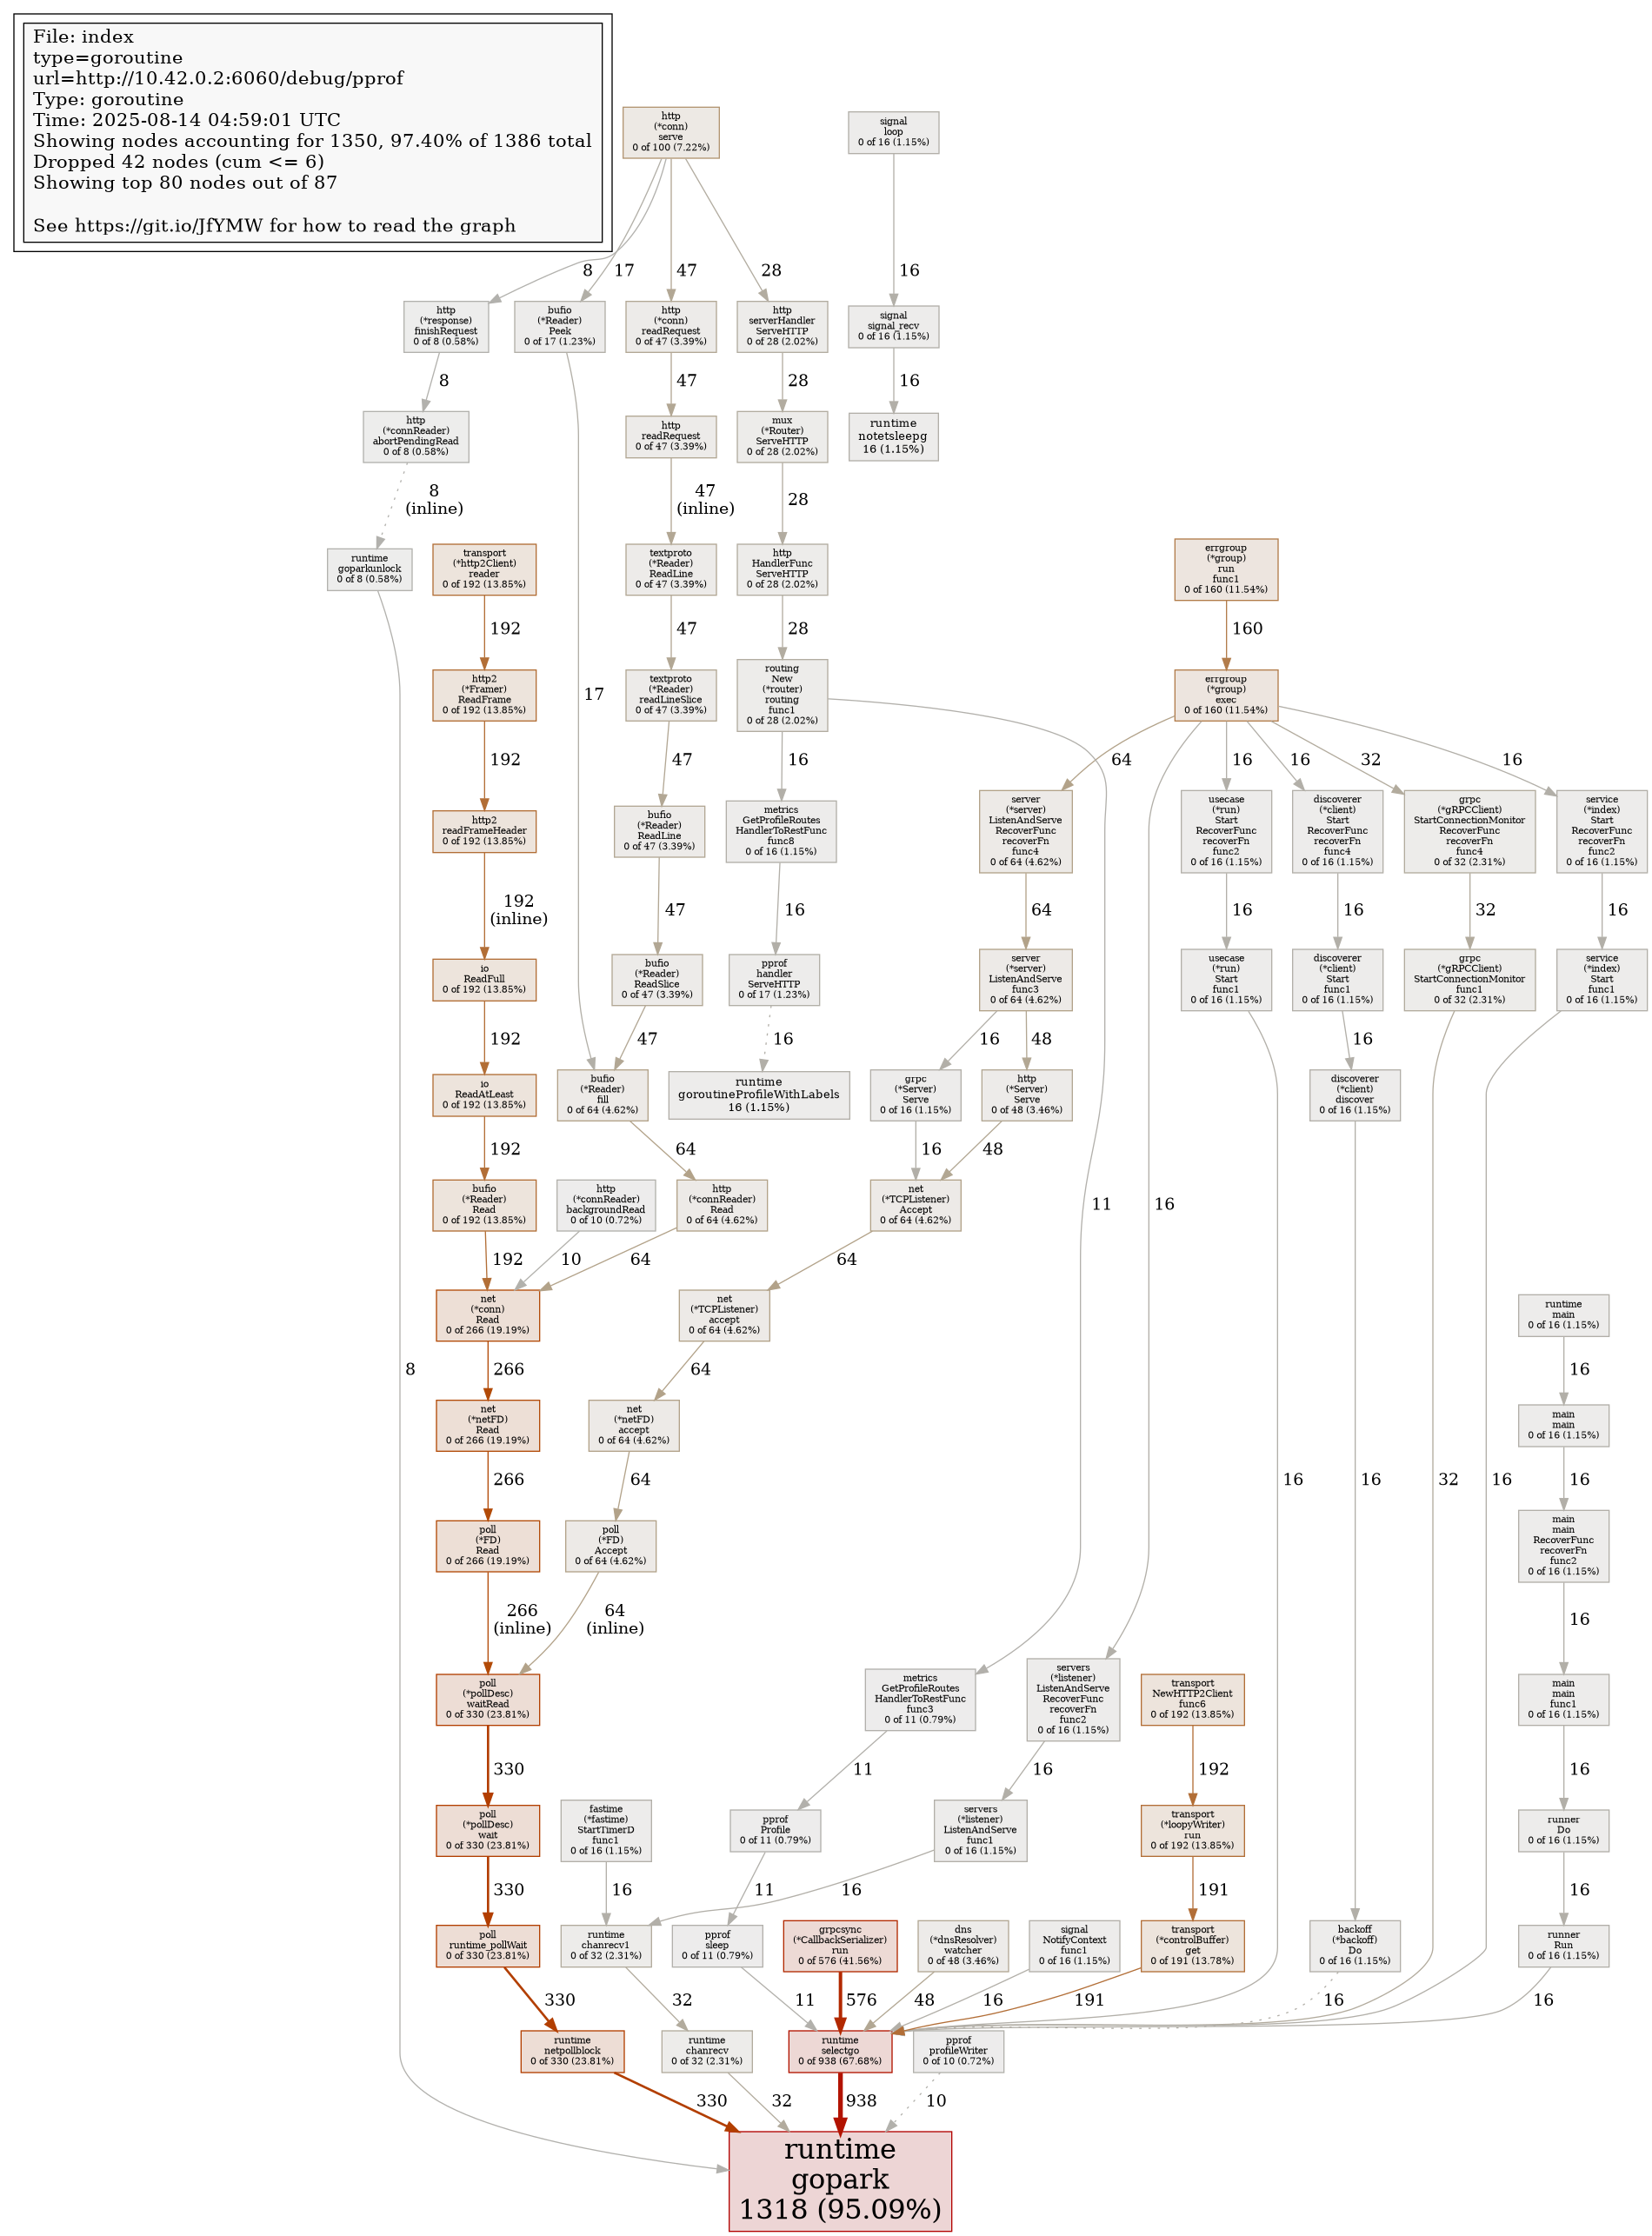 File: index
type=goroutine
url=http://10.42.0.2:6060/debug/pprof
Type: goroutine
Time: 2025-08-14 04:59:01 UTC
Showing nodes accounting for 1350, 97.40% of 1386 total
Dropped 42 nodes (cum <= 6)
Showing top 80 nodes out of 87
See https://git.io/JfYMW for how to read the graph
http
(*conn)
serve
0 of 100 (7.22%)
signal
loop
0 of 16 (1.15%)
8
17
47
28
16
http
(*response)
finishRequest
0 of 8 (0.58%)
bufio
(*Reader)
Peek
0 of 17 (1.23%)
http
(*conn)
readRequest
0 of 47 (3.39%)
http
serverHandler
ServeHTTP
0 of 28 (2.02%)
signal
signal_recv
0 of 16 (1.15%)
8
47
28
16
http
(*connReader)
abortPendingRead
0 of 8 (0.58%)
http
readRequest
0 of 47 (3.39%)
mux
(*Router)
ServeHTTP
0 of 28 (2.02%)
runtime
notetsleepg
16 (1.15%)
8
(inline)
47
(inline)
28
runtime
goparkunlock
0 of 8 (0.58%)
transport
(*http2Client)
reader
0 of 192 (13.85%)
textproto
(*Reader)
ReadLine
0 of 47 (3.39%)
http
HandlerFunc
ServeHTTP
0 of 28 (2.02%)
errgroup
(*group)
run
func1
0 of 160 (11.54%)
192
47
28
160
http2
(*Framer)
ReadFrame
0 of 192 (13.85%)
17
textproto
(*Reader)
readLineSlice
0 of 47 (3.39%)
routing
New
(*router)
routing
func1
0 of 28 (2.02%)
errgroup
(*group)
exec
0 of 160 (11.54%)
192
47
16
64
16
16
32
16
http2
readFrameHeader
0 of 192 (13.85%)
bufio
(*Reader)
ReadLine
0 of 47 (3.39%)
metrics
GetProfileRoutes
HandlerToRestFunc
func8
0 of 16 (1.15%)
server
(*server)
ListenAndServe
RecoverFunc
recoverFn
func4
0 of 64 (4.62%)
usecase
(*run)
Start
RecoverFunc
recoverFn
func2
0 of 16 (1.15%)
discoverer
(*client)
Start
RecoverFunc
recoverFn
func4
0 of 16 (1.15%)
grpc
(*gRPCClient)
StartConnectionMonitor
RecoverFunc
recoverFn
func4
0 of 32 (2.31%)
service
(*index)
Start
RecoverFunc
recoverFn
func2
0 of 16 (1.15%)
192
(inline)
47
16
64
16
16
32
16
io
ReadFull
0 of 192 (13.85%)
bufio
(*Reader)
ReadSlice
0 of 47 (3.39%)
pprof
handler
ServeHTTP
0 of 17 (1.23%)
server
(*server)
ListenAndServe
func3
0 of 64 (4.62%)
usecase
(*run)
Start
func1
0 of 16 (1.15%)
discoverer
(*client)
Start
func1
0 of 16 (1.15%)
grpc
(*gRPCClient)
StartConnectionMonitor
func1
0 of 32 (2.31%)
service
(*index)
Start
func1
0 of 16 (1.15%)
192
47
16
16
48
16
io
ReadAtLeast
0 of 192 (13.85%)
bufio
(*Reader)
fill
0 of 64 (4.62%)
runtime
goroutineProfileWithLabels
16 (1.15%)
grpc
(*Server)
Serve
0 of 16 (1.15%)
http
(*Server)
Serve
0 of 48 (3.46%)
discoverer
(*client)
discover
0 of 16 (1.15%)
192
64
16
48
bufio
(*Reader)
Read
0 of 192 (13.85%)
http
(*connReader)
backgroundRead
0 of 10 (0.72%)
http
(*connReader)
Read
0 of 64 (4.62%)
net
(*TCPListener)
Accept
0 of 64 (4.62%)
11
16
192
10
64
64
net
(*conn)
Read
0 of 266 (19.19%)
net
(*TCPListener)
accept
0 of 64 (4.62%)
runtime
main
0 of 16 (1.15%)
8
266
64
16
net
(*netFD)
Read
0 of 266 (19.19%)
net
(*netFD)
accept
0 of 64 (4.62%)
main
main
0 of 16 (1.15%)
266
64
16
16
32
16
16
poll
(*FD)
Read
0 of 266 (19.19%)
poll
(*FD)
Accept
0 of 64 (4.62%)
main
main
RecoverFunc
recoverFn
func2
0 of 16 (1.15%)
266
(inline)
64
(inline)
16
poll
(*pollDesc)
waitRead
0 of 330 (23.81%)
metrics
GetProfileRoutes
HandlerToRestFunc
func3
0 of 11 (0.79%)
servers
(*listener)
ListenAndServe
RecoverFunc
recoverFn
func2
0 of 16 (1.15%)
transport
NewHTTP2Client
func6
0 of 192 (13.85%)
main
main
func1
0 of 16 (1.15%)
330
11
16
192
16
poll
(*pollDesc)
wait
0 of 330 (23.81%)
fastime
(*fastime)
StartTimerD
func1
0 of 16 (1.15%)
pprof
Profile
0 of 11 (0.79%)
servers
(*listener)
ListenAndServe
func1
0 of 16 (1.15%)
transport
(*loopyWriter)
run
0 of 192 (13.85%)
runner
Do
0 of 16 (1.15%)
330
16
11
16
191
16
poll
runtime_pollWait
0 of 330 (23.81%)
runtime
chanrecv1
0 of 32 (2.31%)
pprof
sleep
0 of 11 (0.79%)
grpcsync
(*CallbackSerializer)
run
0 of 576 (41.56%)
dns
(*dnsResolver)
watcher
0 of 48 (3.46%)
signal
NotifyContext
func1
0 of 16 (1.15%)
transport
(*controlBuffer)
get
0 of 191 (13.78%)
backoff
(*backoff)
Do
0 of 16 (1.15%)
runner
Run
0 of 16 (1.15%)
330
32
11
576
48
16
191
16
16
runtime
netpollblock
0 of 330 (23.81%)
runtime
chanrecv
0 of 32 (2.31%)
runtime
selectgo
0 of 938 (67.68%)
pprof
profileWriter
0 of 10 (0.72%)
330
32
938
10
runtime
gopark
1318 (95.09%)